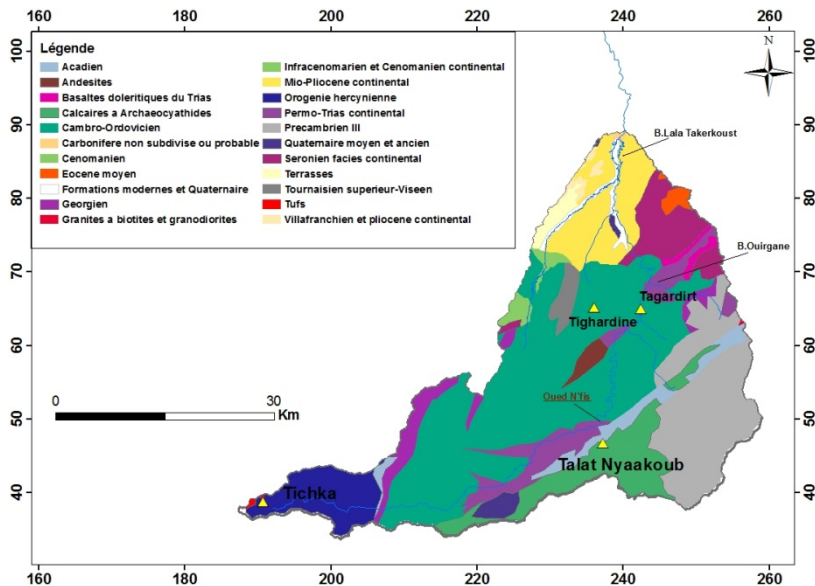 160 180 200 220 240 260
100
90
80
70
60
50
40
Légende
Acadien
Andesites
Basaltes doleritiques du Trias
Calcaires a Archaeocyathides
Cambro-Ordovicien
Carbonifere non subdivise ou probable
Cenomanien
Eocene moyen
Formations modernes et Quaternaire
Georgien
Granites a biotites et granodiorites
Infracenomarien et Cenomanien continental
Mio-Pliocene continental
Orogenie hercynienne
Permo-Trias continental
Precambrien III
Quaternaire moyen et ancien
Seronien facies continental
Terrasses
Tournaisien superieur-Viseen
Tufs
Villafranchien et pliocene continental
N
B.Lala Takerkoust
B.Ouirgane
Tagardirt
Tighardine
Oued N'fis
Talat Nyaakoub
Tichka
0 30
Km
100
90
80
70
60
50
40
160 180 200 220 240 260